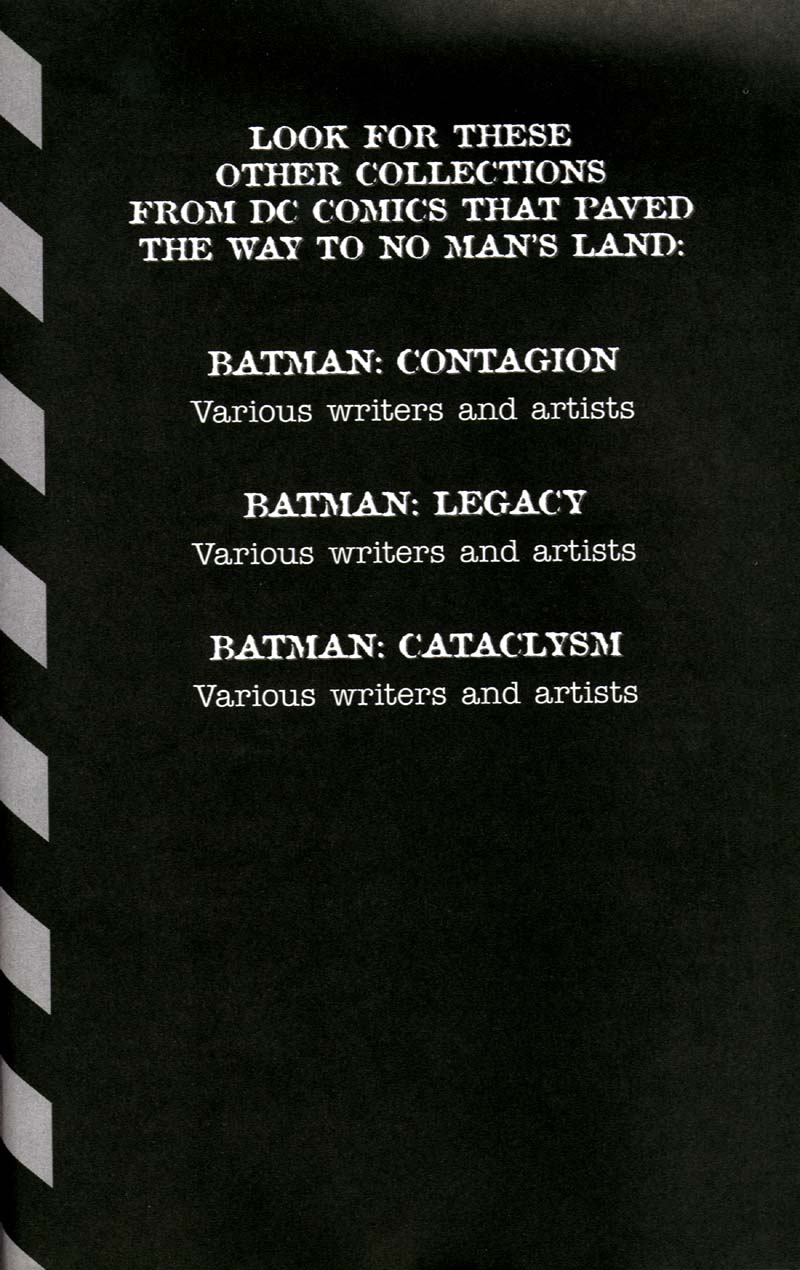 LOOK FOR THESE
OTHER COLLECTIONS
FROM DC COMICS THAT PAVED
THE WAY TO NO MAN'S LAND:
BATMAN: CONTAGION
Various writers and artists
BATMAN: LEGACY
Various writers and artists
BATMAN: CATACLYSM
Various writers and artists